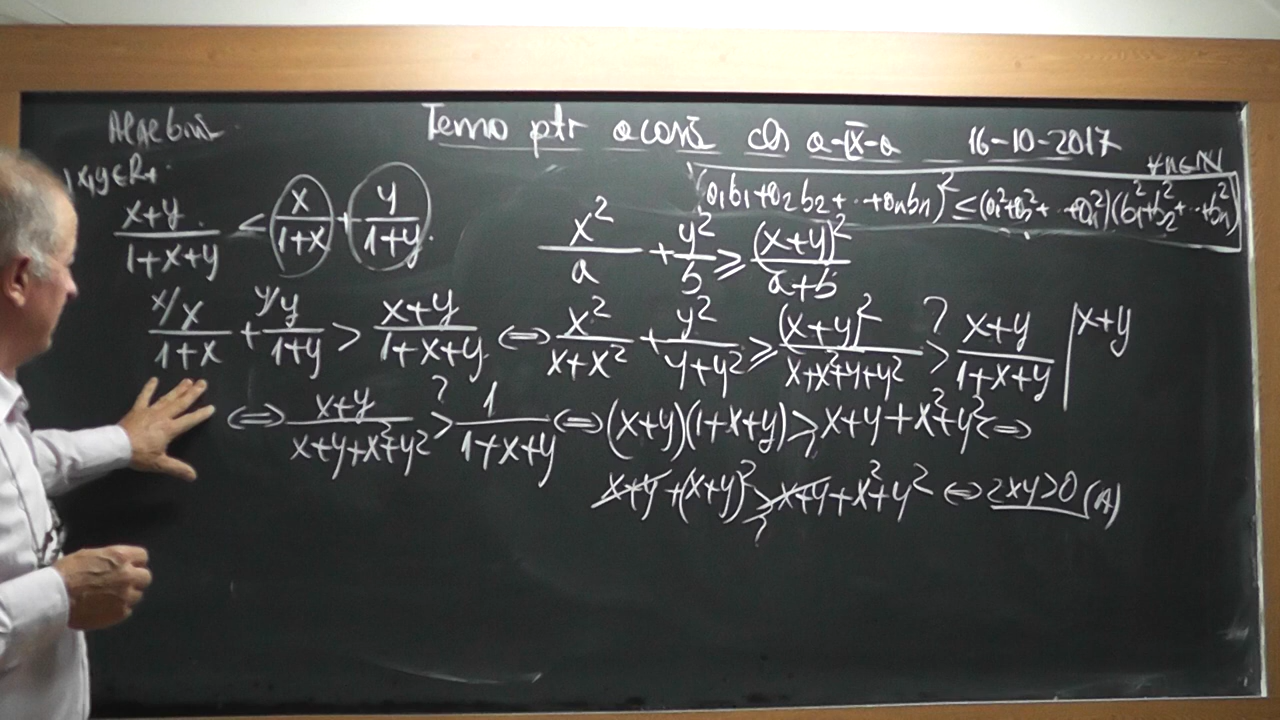 Algebră Temă ptr acasă cls a-IX-a 16-10-2017
x,y∈R₊ ∀n∈N
(a₁b₁+a₂b₂+..+aₙbₙ)² ≤ (a₁²+a₂²+..+aₙ²)(b₁²+b₂²+..+bₙ²)
(x+y)/(1+x+y) < x/(1+x) + y/(1+y)
x²/a + y²/b ≥ (x+y)²/(a+b)
x/ x/(1+x) + y/ y/(1+y) > (x+y)/(1+x+y) ⇔ x²/(x+x²) + y²/(y+y²) ≥ (x+y)²/(x+x²+y+y²) >? (x+y)/(1+x+y) | x+y
⇔ (x+y)/(x+y+x²+y²) >? 1/(1+x+y) ⇔ (x+y)(1+x+y) > x+y+x²+y² ⇔
x+y+(x+y)² >? x+y+x²+y² ⇔ 2xy>0 (A)